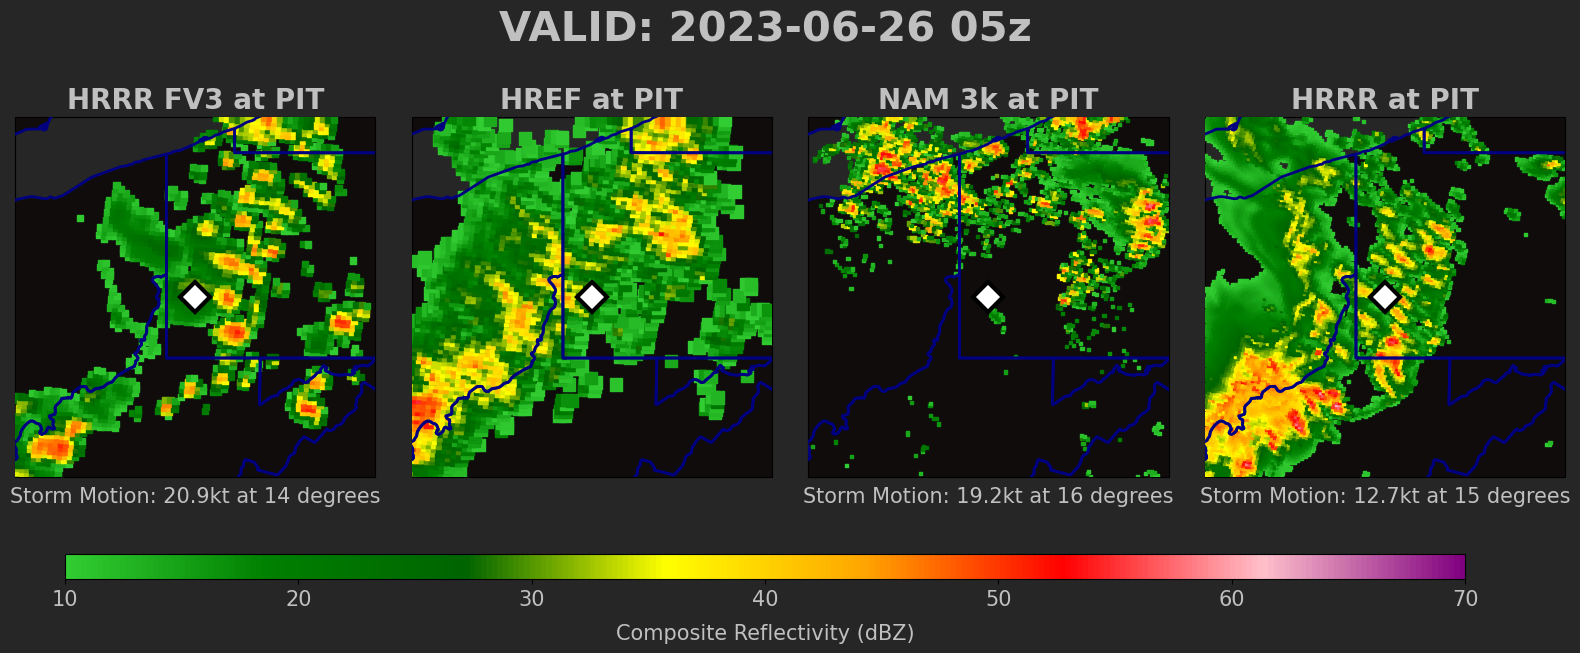 VALID: 2023-06-26 05z
HRRR FV3 at PIT
HREF at PIT
NAM 3k at PIT
HRRR at PIT
Storm Motion: 20.9kt at 14 degrees
Storm Motion: 19.2kt at 16 degrees
Storm Motion: 12.7kt at 15 degrees
10 20 30 40 50 60 70
Composite Reflectivity (dBZ)